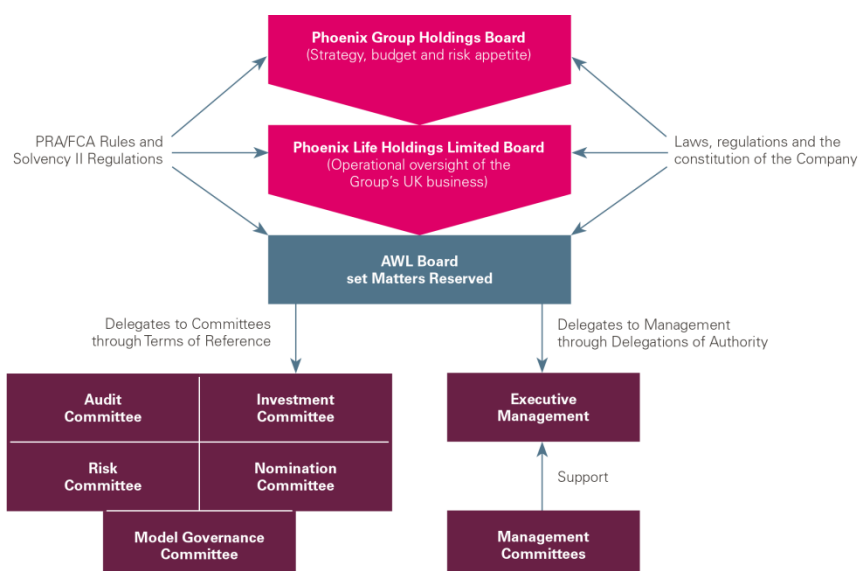 Phoenix Group Holdings Board
(Strategy, budget and risk appetite)
PRA/FCA Rules and
Solvency II Regulations
Phoenix Life Holdings Limited Board
(Operational oversight of the
Group's UK business)
Laws, regulations and the
constitution of the Company
AWL Board
set Matters Reserved
Delegates to Committees
through Terms of Reference
Delegates to Management
through Delegations of Authority
Audit
Committee
Investment
Committee
Executive
Management
Risk
Committee
Nomination
Committee
Support
Model Governance
Committee
Management
Committees